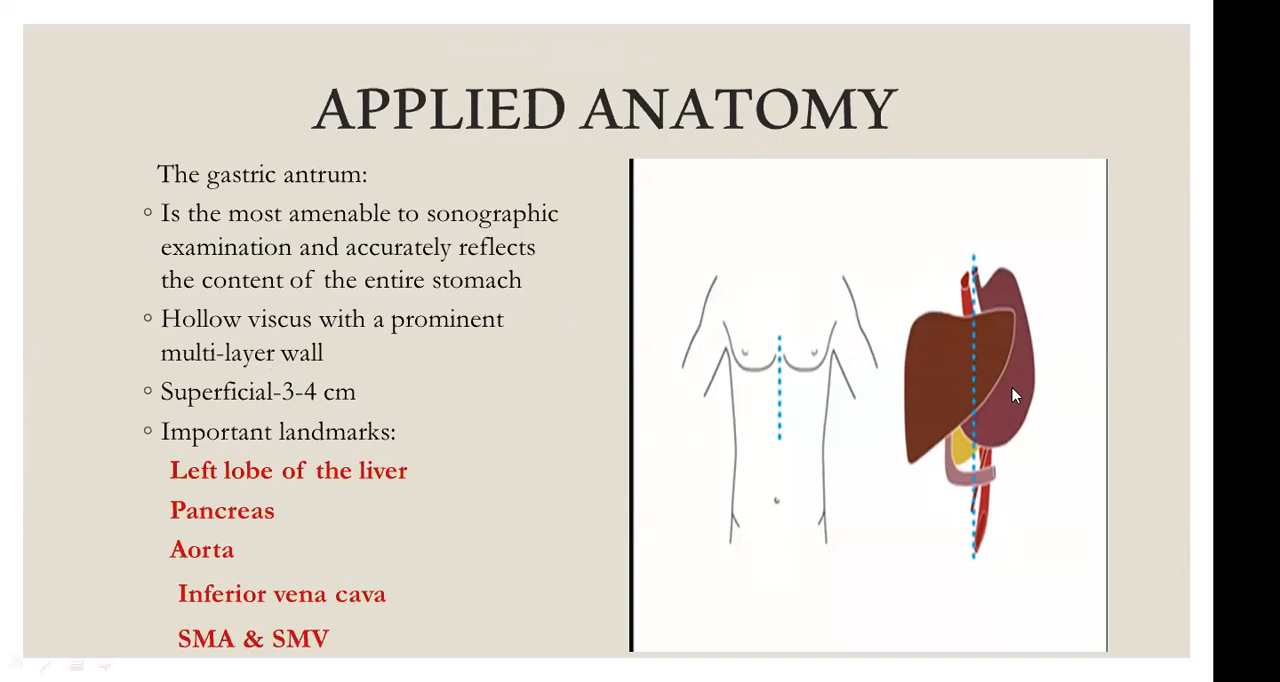 APPLIED ANATOMY
The gastric antrum:
◦ Is the most amenable to sonographic
examination and accurately reflects
the content of the entire stomach
◦ Hollow viscus with a prominent
multi-layer wall
◦ Superficial-3-4 cm
◦ Important landmarks:
Left lobe of the liver
Pancreas
Aorta
Inferior vena cava
SMA & SMV